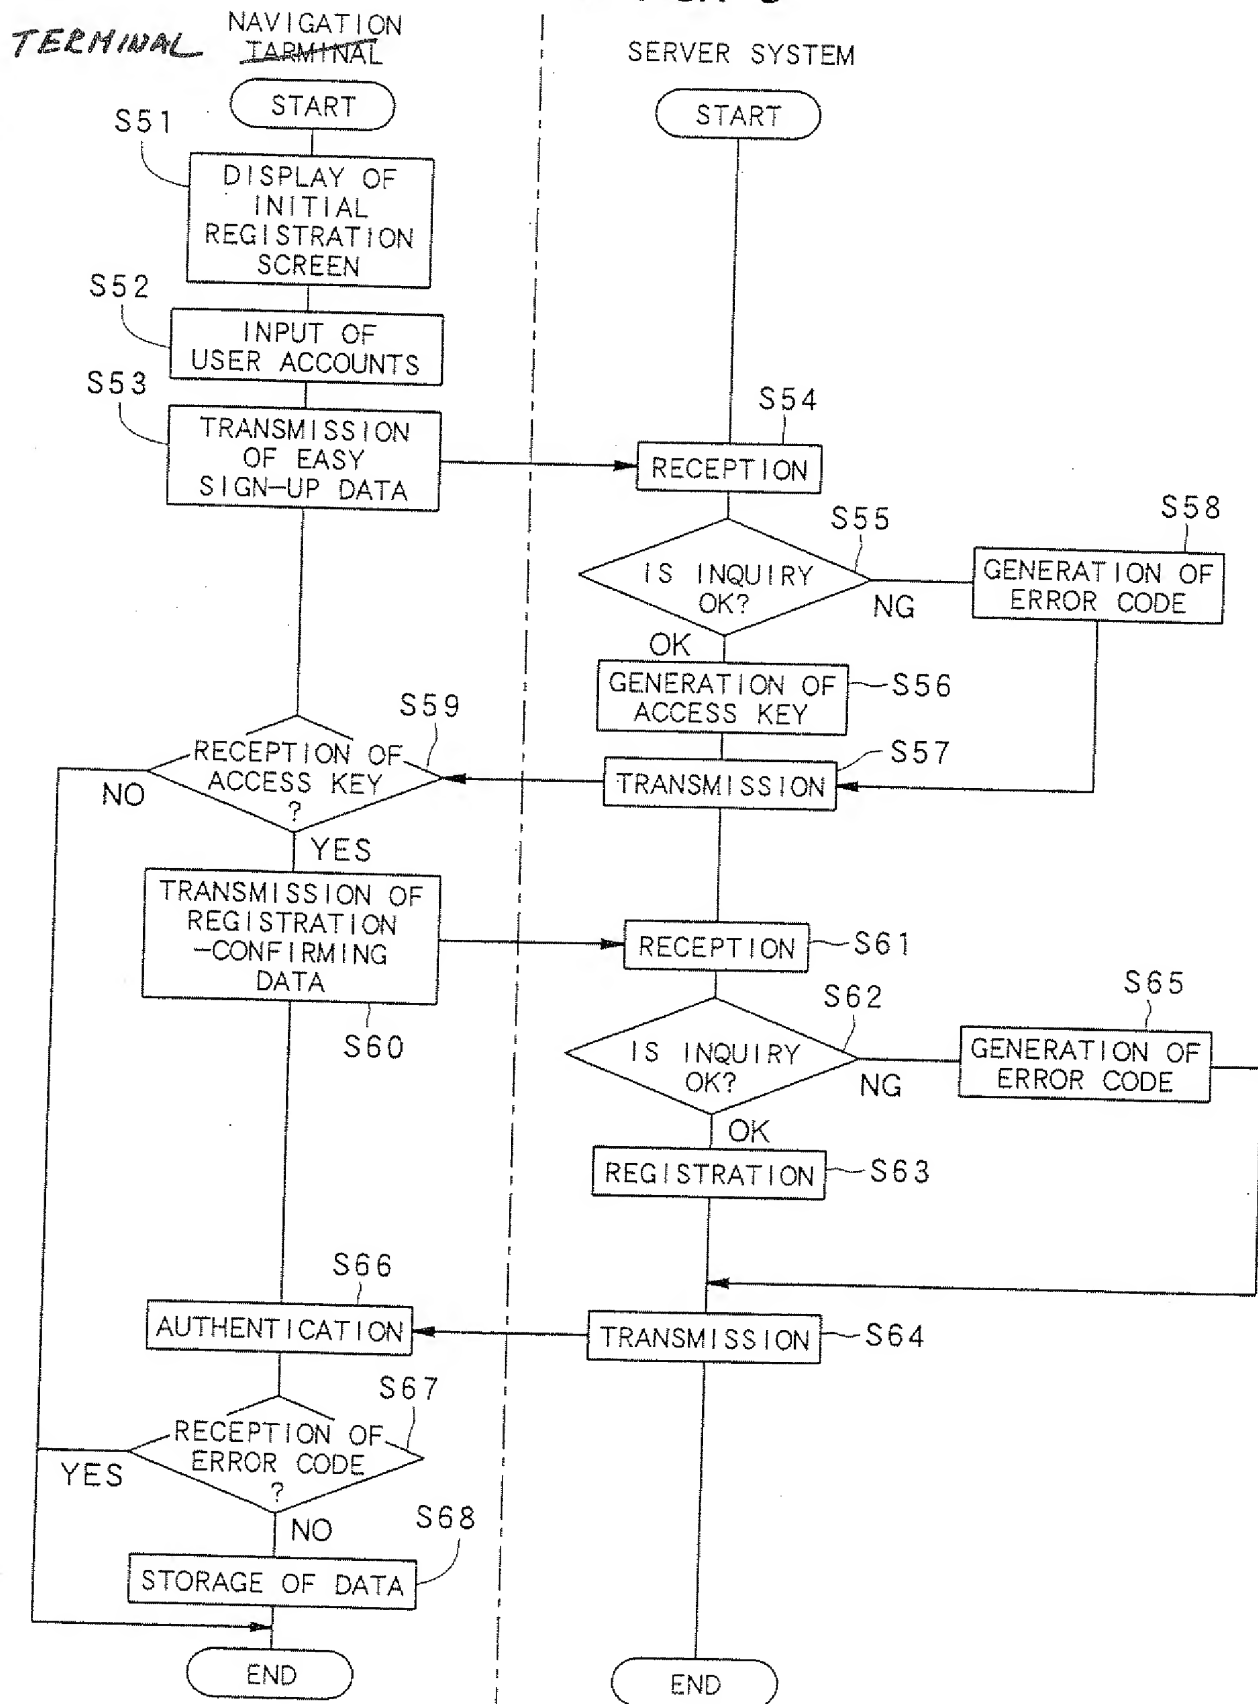 TERMINAL
NAVIGATION
TARMINAL
START
S51
DISPLAY OF
INITIAL
REGISTRATION
SCREEN
S52
INPUT OF
USER ACCOUNTS
S53
TRANSMISSION
OF EASY
SIGN-UP DATA
S59
RECEPTION OF
ACCESS KEY
?
NO
YES
TRANSMISSION OF
REGISTRATION
-CONFIRMING
DATA
S60
S66
AUTHENTICATION
S67
RECEPTION OF
ERROR CODE
?
YES
NO
S68
STORAGE OF DATA
END
SERVER SYSTEM
START
S54
RECEPTION
S55
IS INQUIRY
OK?
NG
S58
GENERATION OF
ERROR CODE
OK
GENERATION OF
ACCESS KEY
S56
S57
TRANSMISSION
RECEPTION
S61
S62
IS INQUIRY
OK?
NG
S65
GENERATION OF
ERROR CODE
OK
REGISTRATION
S63
TRANSMISSION
S64
END